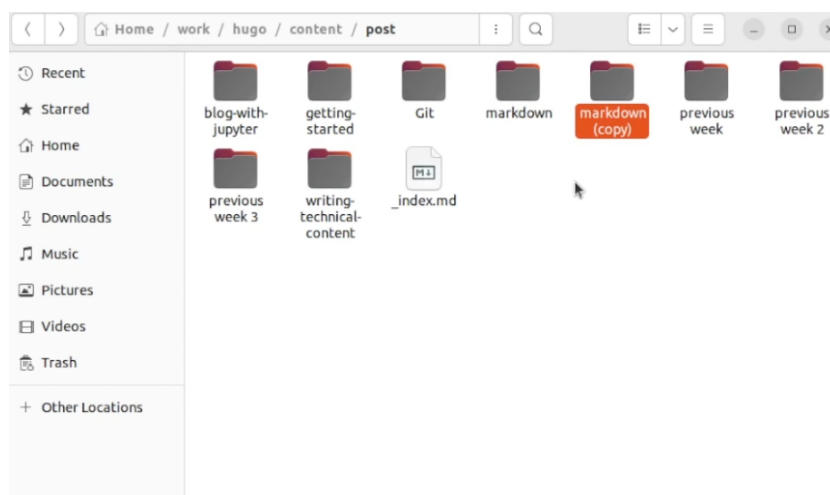 Home / work / hugo / content / post
Recent
Starred
Home
Documents
Downloads
Music
Pictures
Videos
Trash
+ Other Locations
blog-with-
jupyter
getting-
started
Git
markdown
markdown
(copy)
previous
week
previous
week 2
previous
week 3
writing-
technical-
content
M↓
_index.md